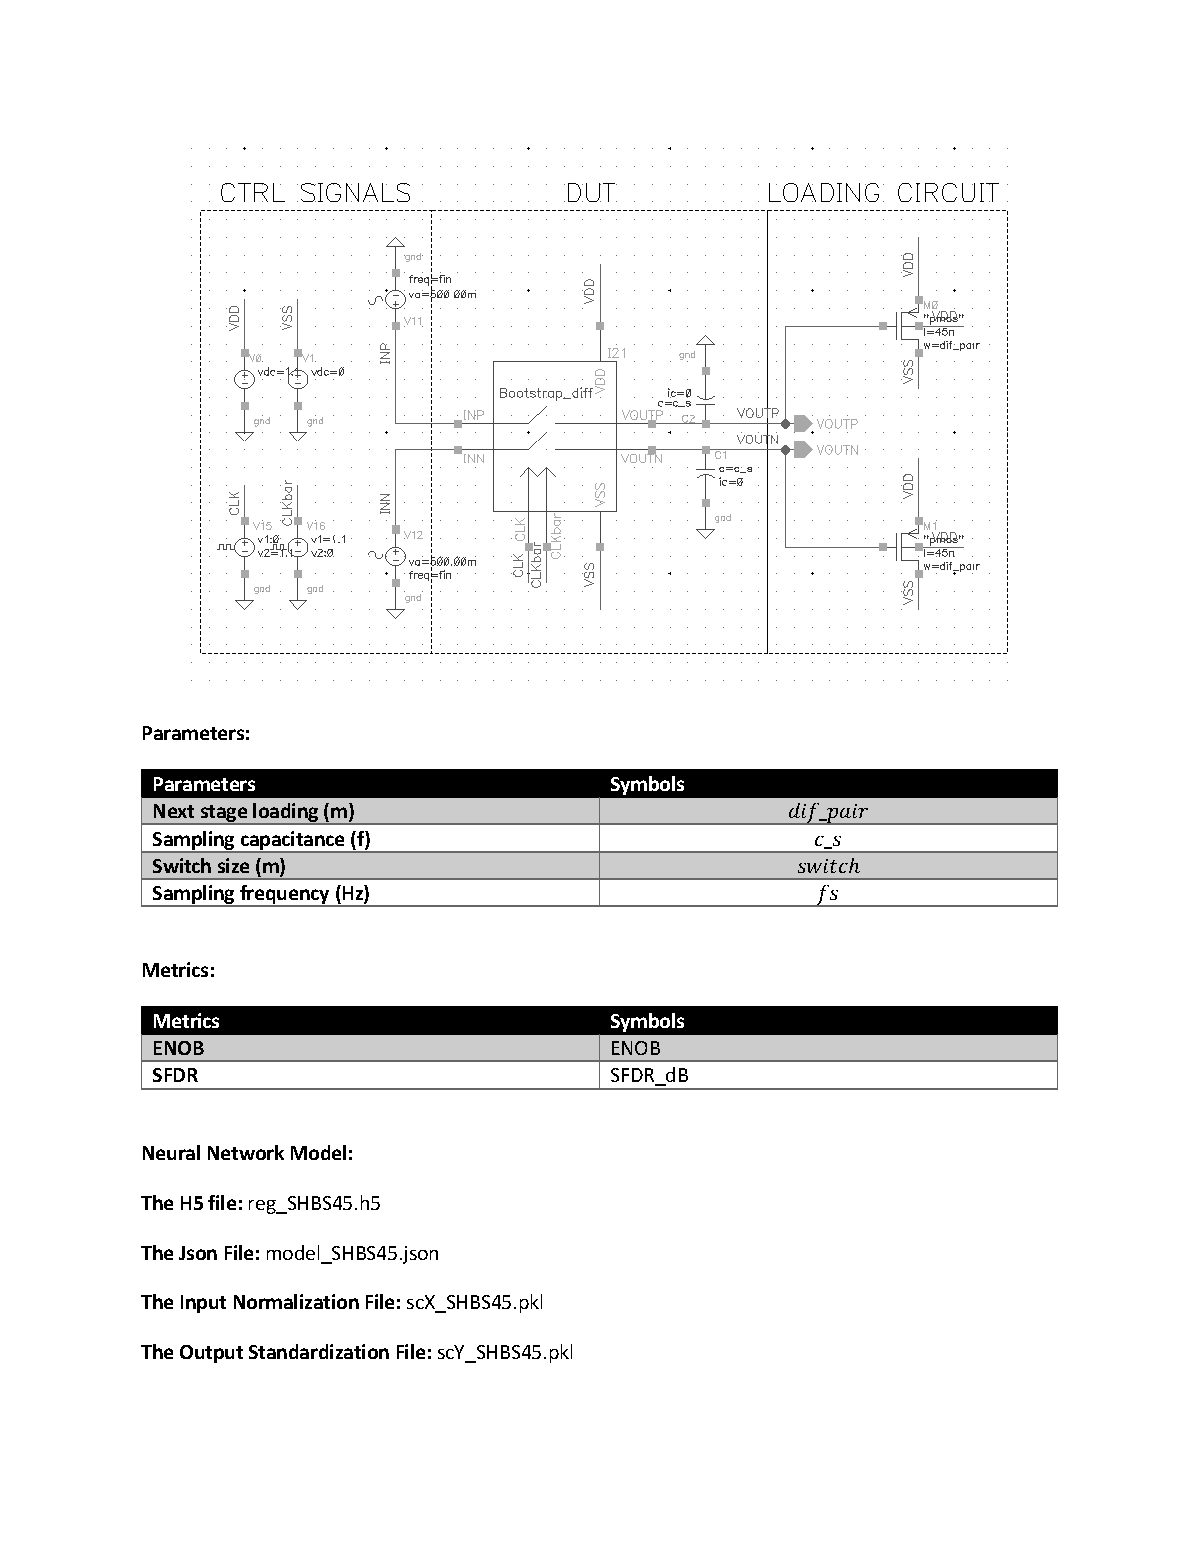 CTRL SIGNALS DUT LOADING CIRCUIT
gnd
freq=fin
va=500.00m
V11
INP
VDD
VSS
V0
vdc=1.1
V1
vdc=0
gnd gnd
CLK
CLKbar
V15
v1:0
v2=1.1
V16
v1=1.1
v2:0
gnd gnd
INN
V12
va=500.00m
freq=fin
gnd
VDD
I21
VDD
Bootstrap_diff
INP
INN
VOUTP
VOUTN
VSS
CLK
CLKbar
CLK
CLKbar
VSS
gnd
ic=0
c=c_s
C2
C1
c=c_s
ic=0
gnd
VOUTP
VOUTN
VOUTP
VOUTN
VDD
M0
VDD
"pmos"
l=45n
w=dif_pair
VSS
VDD
M1
VDD
"pmos"
l=45n
w=dif_pair
VSS
Parameters:
Parameters Symbols
Next stage loading (m) dif_pair
Sampling capacitance (f) c_s
Switch size (m) switch
Sampling frequency (Hz) fs
Metrics:
Metrics Symbols
ENOB ENOB
SFDR SFDR_dB
Neural Network Model:
The H5 file: reg_SHBS45.h5
The Json File: model_SHBS45.json
The Input Normalization File: scX_SHBS45.pkl
The Output Standardization File: scY_SHBS45.pkl